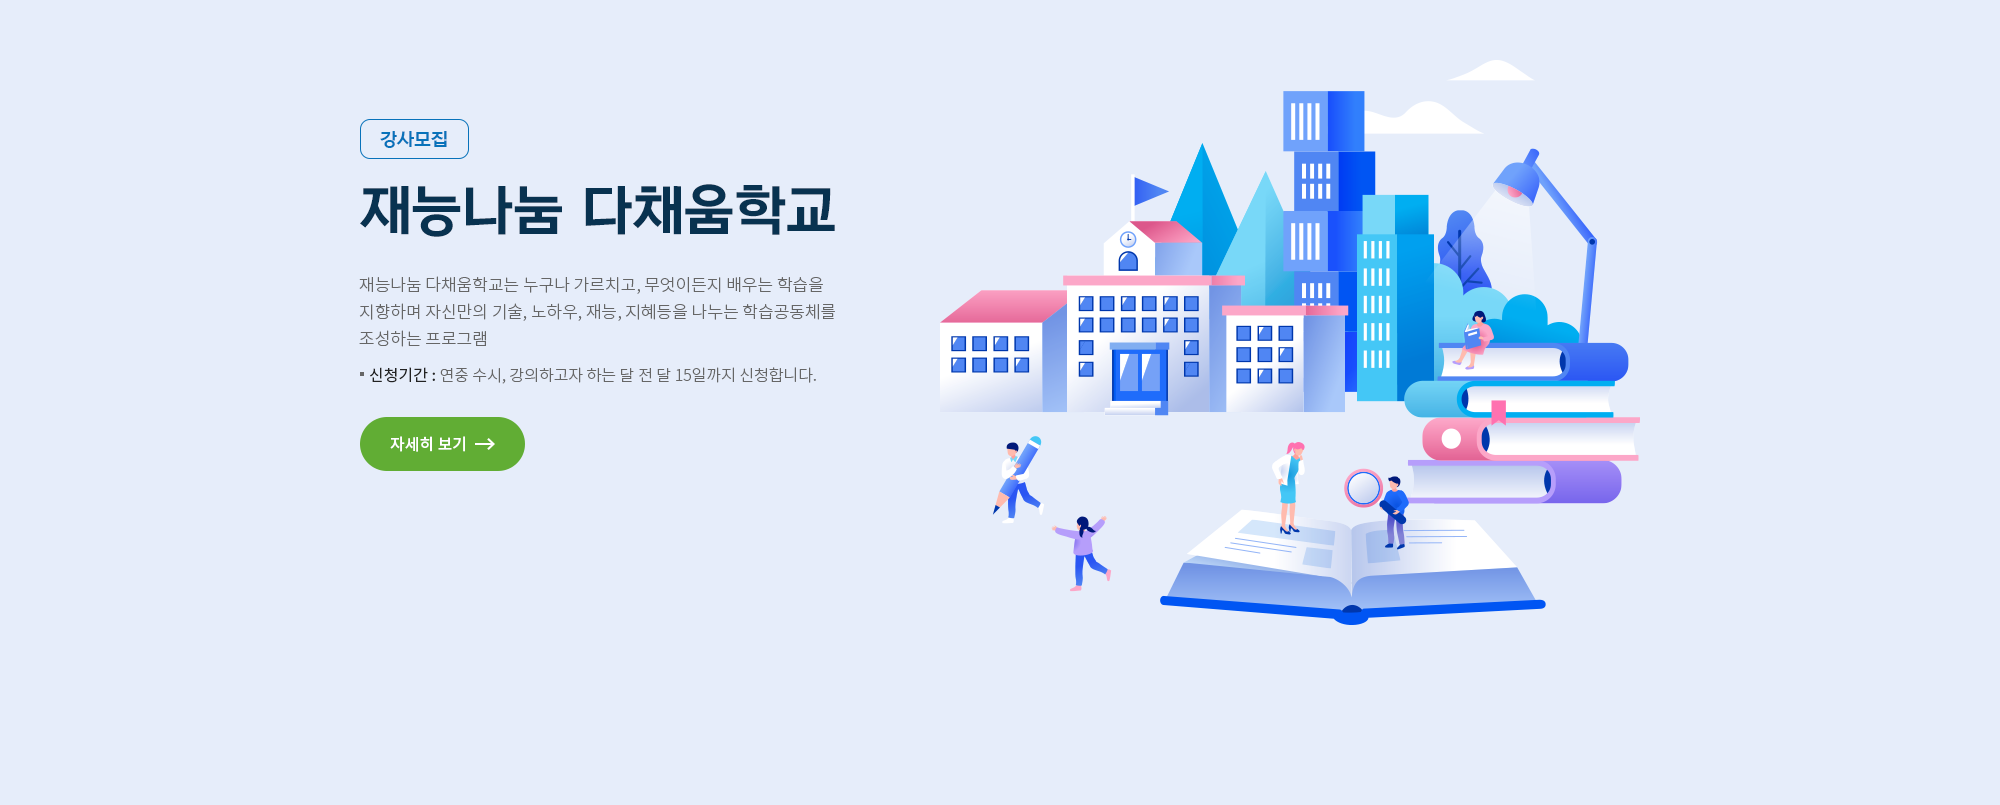 강사모집
재능나눔 다채움학교
재능나눔 다채움학교는 누구나 가르치고, 무엇이든지 배우는 학습을
지향하며 자신만의 기술, 노하우, 재능, 지혜등을 나누는 학습공동체를
조성하는 프로그램
▪ 신청기간 : 연중 수시, 강의하고자 하는 달 전 달 15일까지 신청합니다.
자세히 보기 →